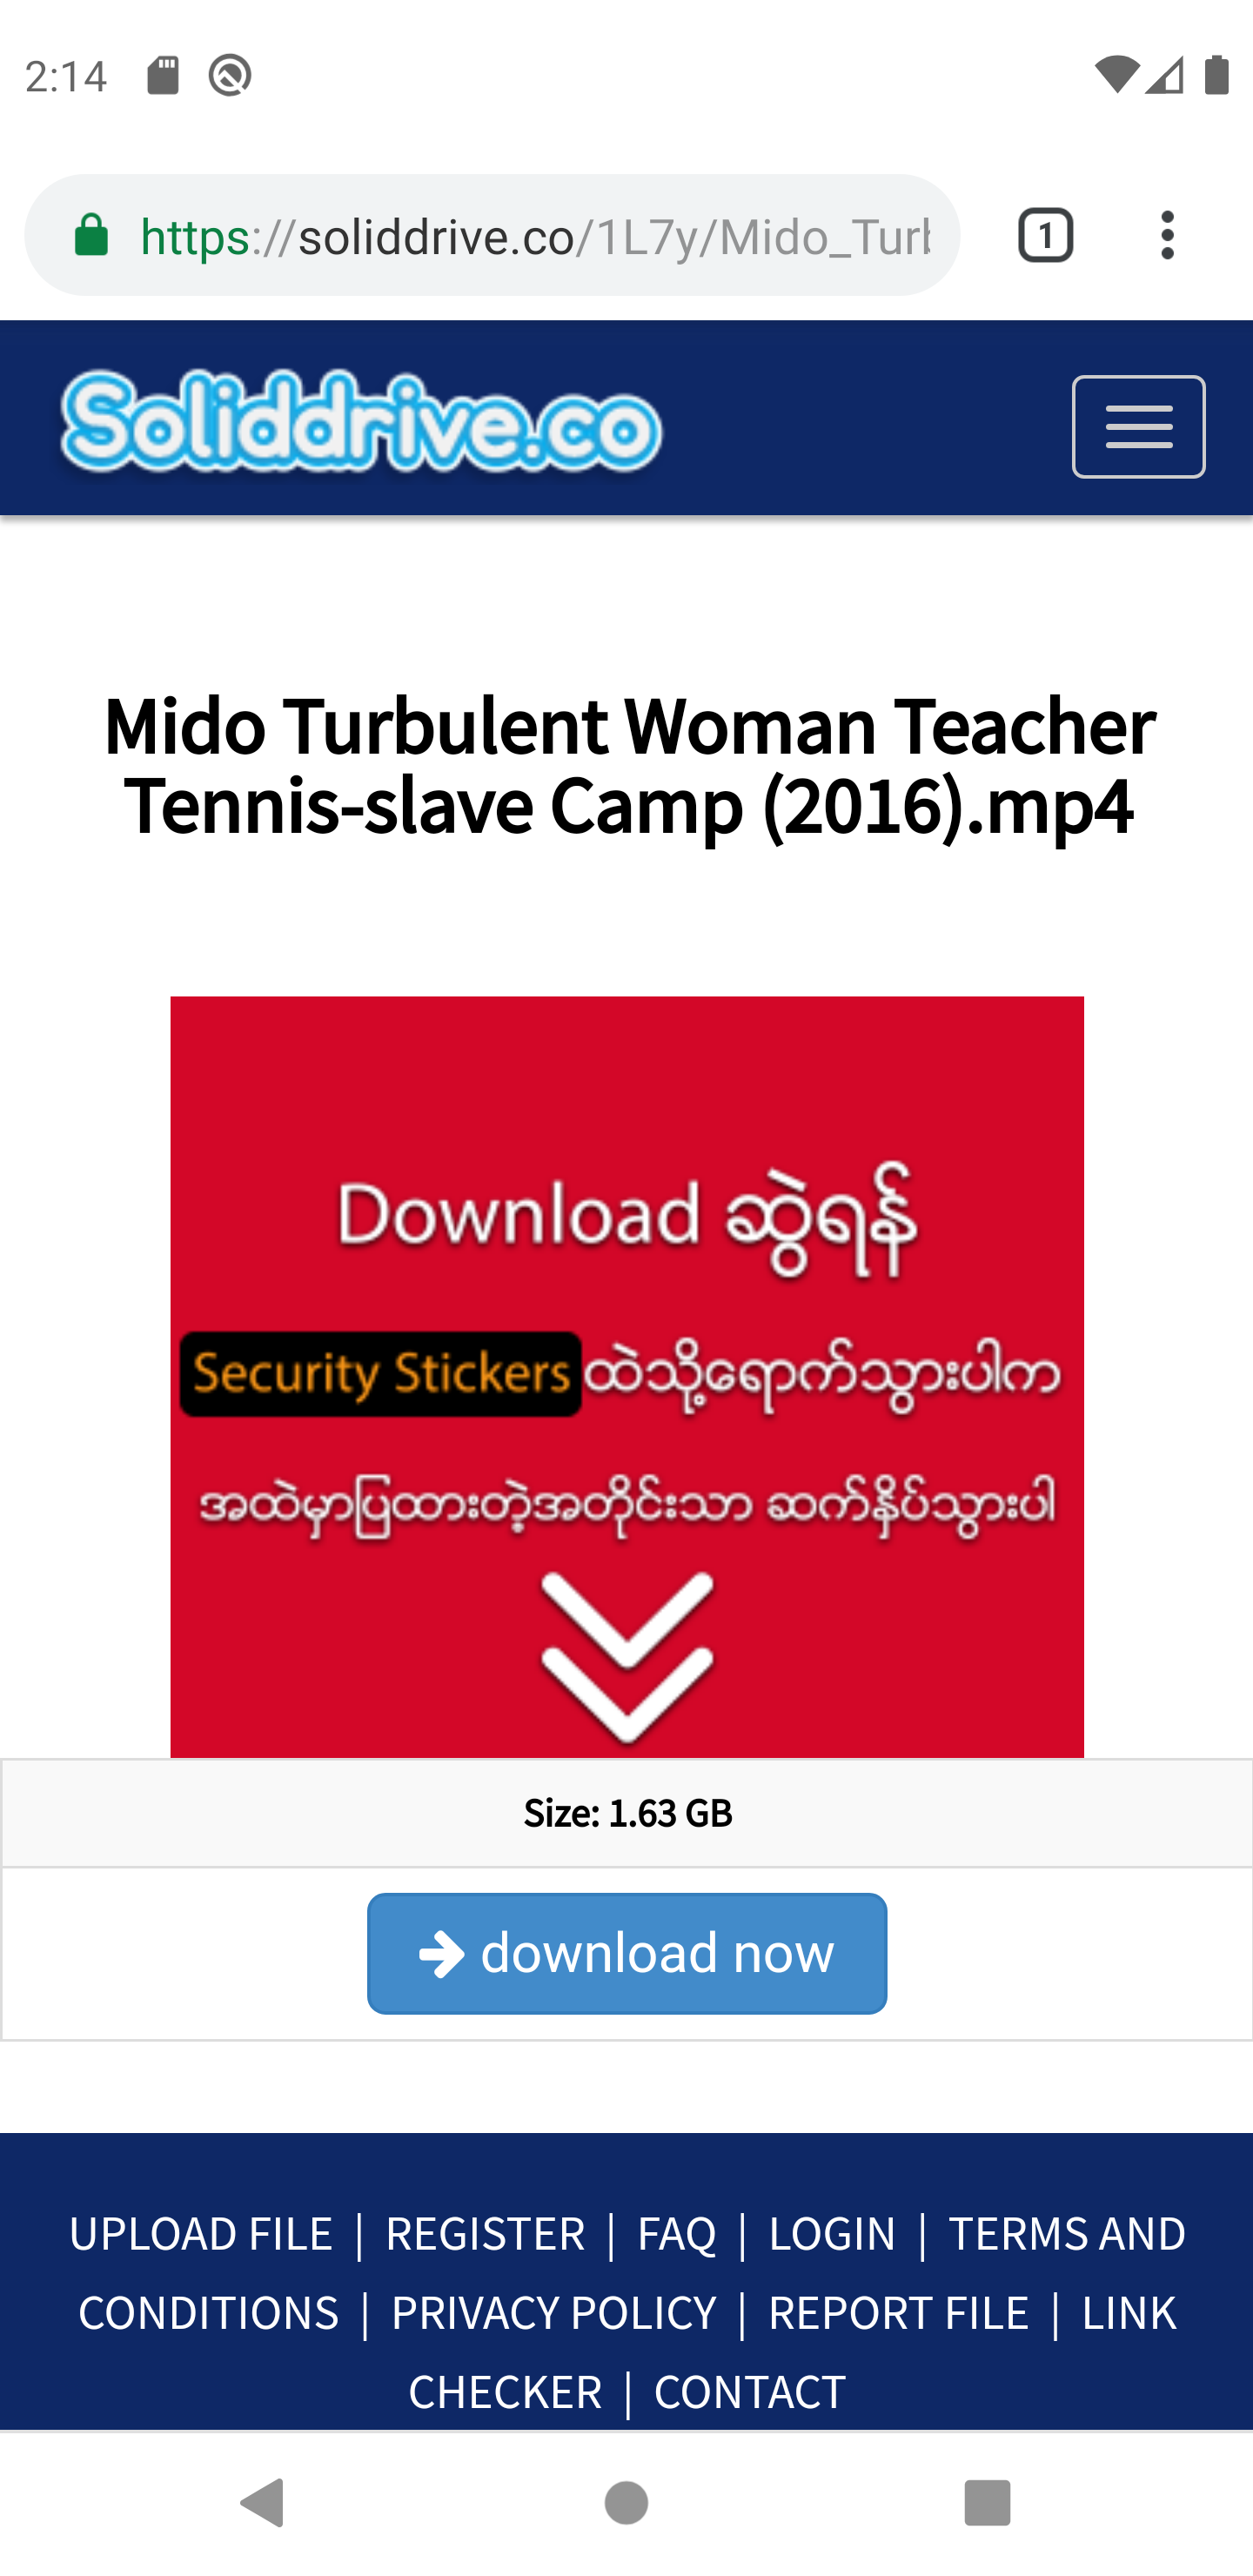 2:14
https://soliddrive.co/1L7y/Mido_Turl
1
Soliddrive.co
Mido Turbulent Woman Teacher
Tennis-slave Camp (2016).mp4
Download ဆွဲရန်
Security Stickers ထဲသို့ရောက်သွားပါက
အထဲမှာပြထားတဲ့အတိုင်းသာ ဆက်နှိပ်သွားပါ
Size: 1.63 GB
download now
UPLOAD FILE | REGISTER | FAQ | LOGIN | TERMS AND
CONDITIONS | PRIVACY POLICY | REPORT FILE | LINK
CHECKER | CONTACT